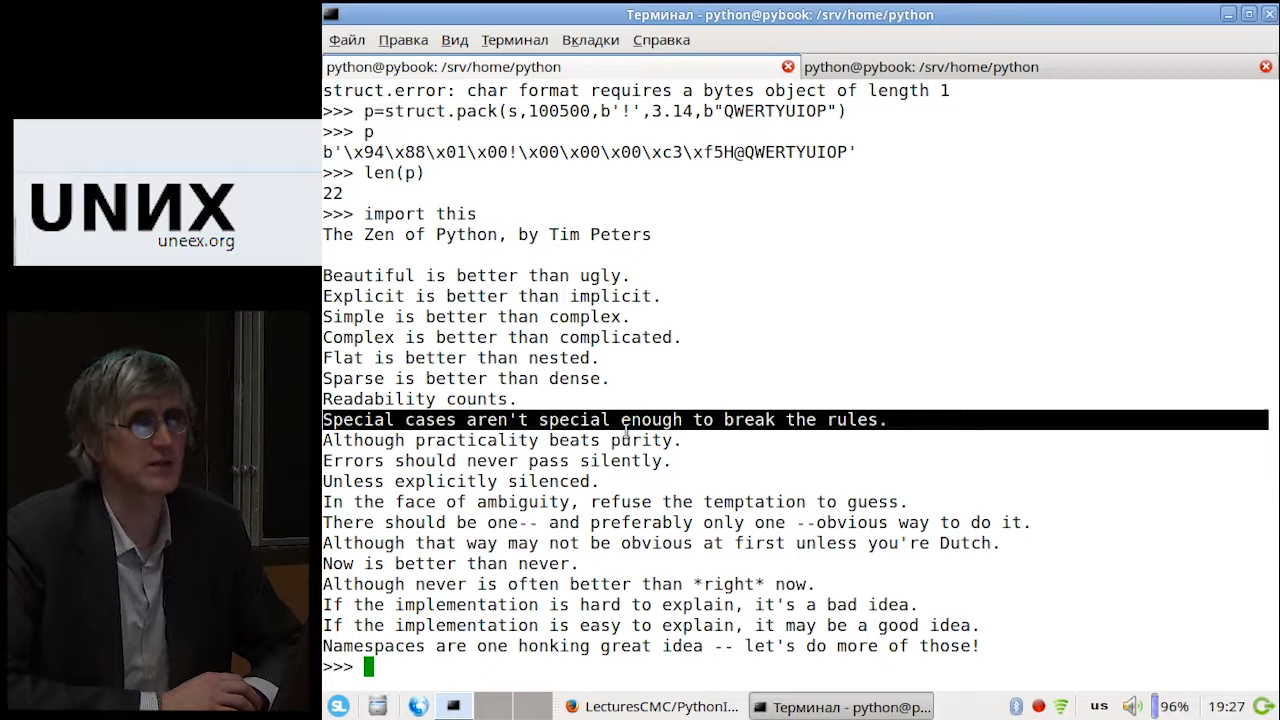 Терминал - python@pybook: /srv/home/python
Файл Правка Вид Терминал Вкладки Справка
python@pybook: /srv/home/python python@pybook: /srv/home/python
struct.error: char format requires a bytes object of length 1
>>> p=struct.pack(s,100500,b'!',3.14,b"QWERTYUIOP")
>>> p
b'\x94\x88\x01\x00!\x00\x00\x00\xc3\xf5H@QWERTYUIOP'
>>> len(p)
22
>>> import this
The Zen of Python, by Tim Peters
Beautiful is better than ugly.
Explicit is better than implicit.
Simple is better than complex.
Complex is better than complicated.
Flat is better than nested.
Sparse is better than dense.
Readability counts.
Special cases aren't special enough to break the rules.
Although practicality beats purity.
Errors should never pass silently.
Unless explicitly silenced.
In the face of ambiguity, refuse the temptation to guess.
There should be one-- and preferably only one --obvious way to do it.
Although that way may not be obvious at first unless you're Dutch.
Now is better than never.
Although never is often better than *right* now.
If the implementation is hard to explain, it's a bad idea.
If the implementation is easy to explain, it may be a good idea.
Namespaces are one honking great idea -- let's do more of those!
>>>
UNИX
uneex.org
SL LecturesCMC/PythonI... Терминал - python@p... us 96% 19:27